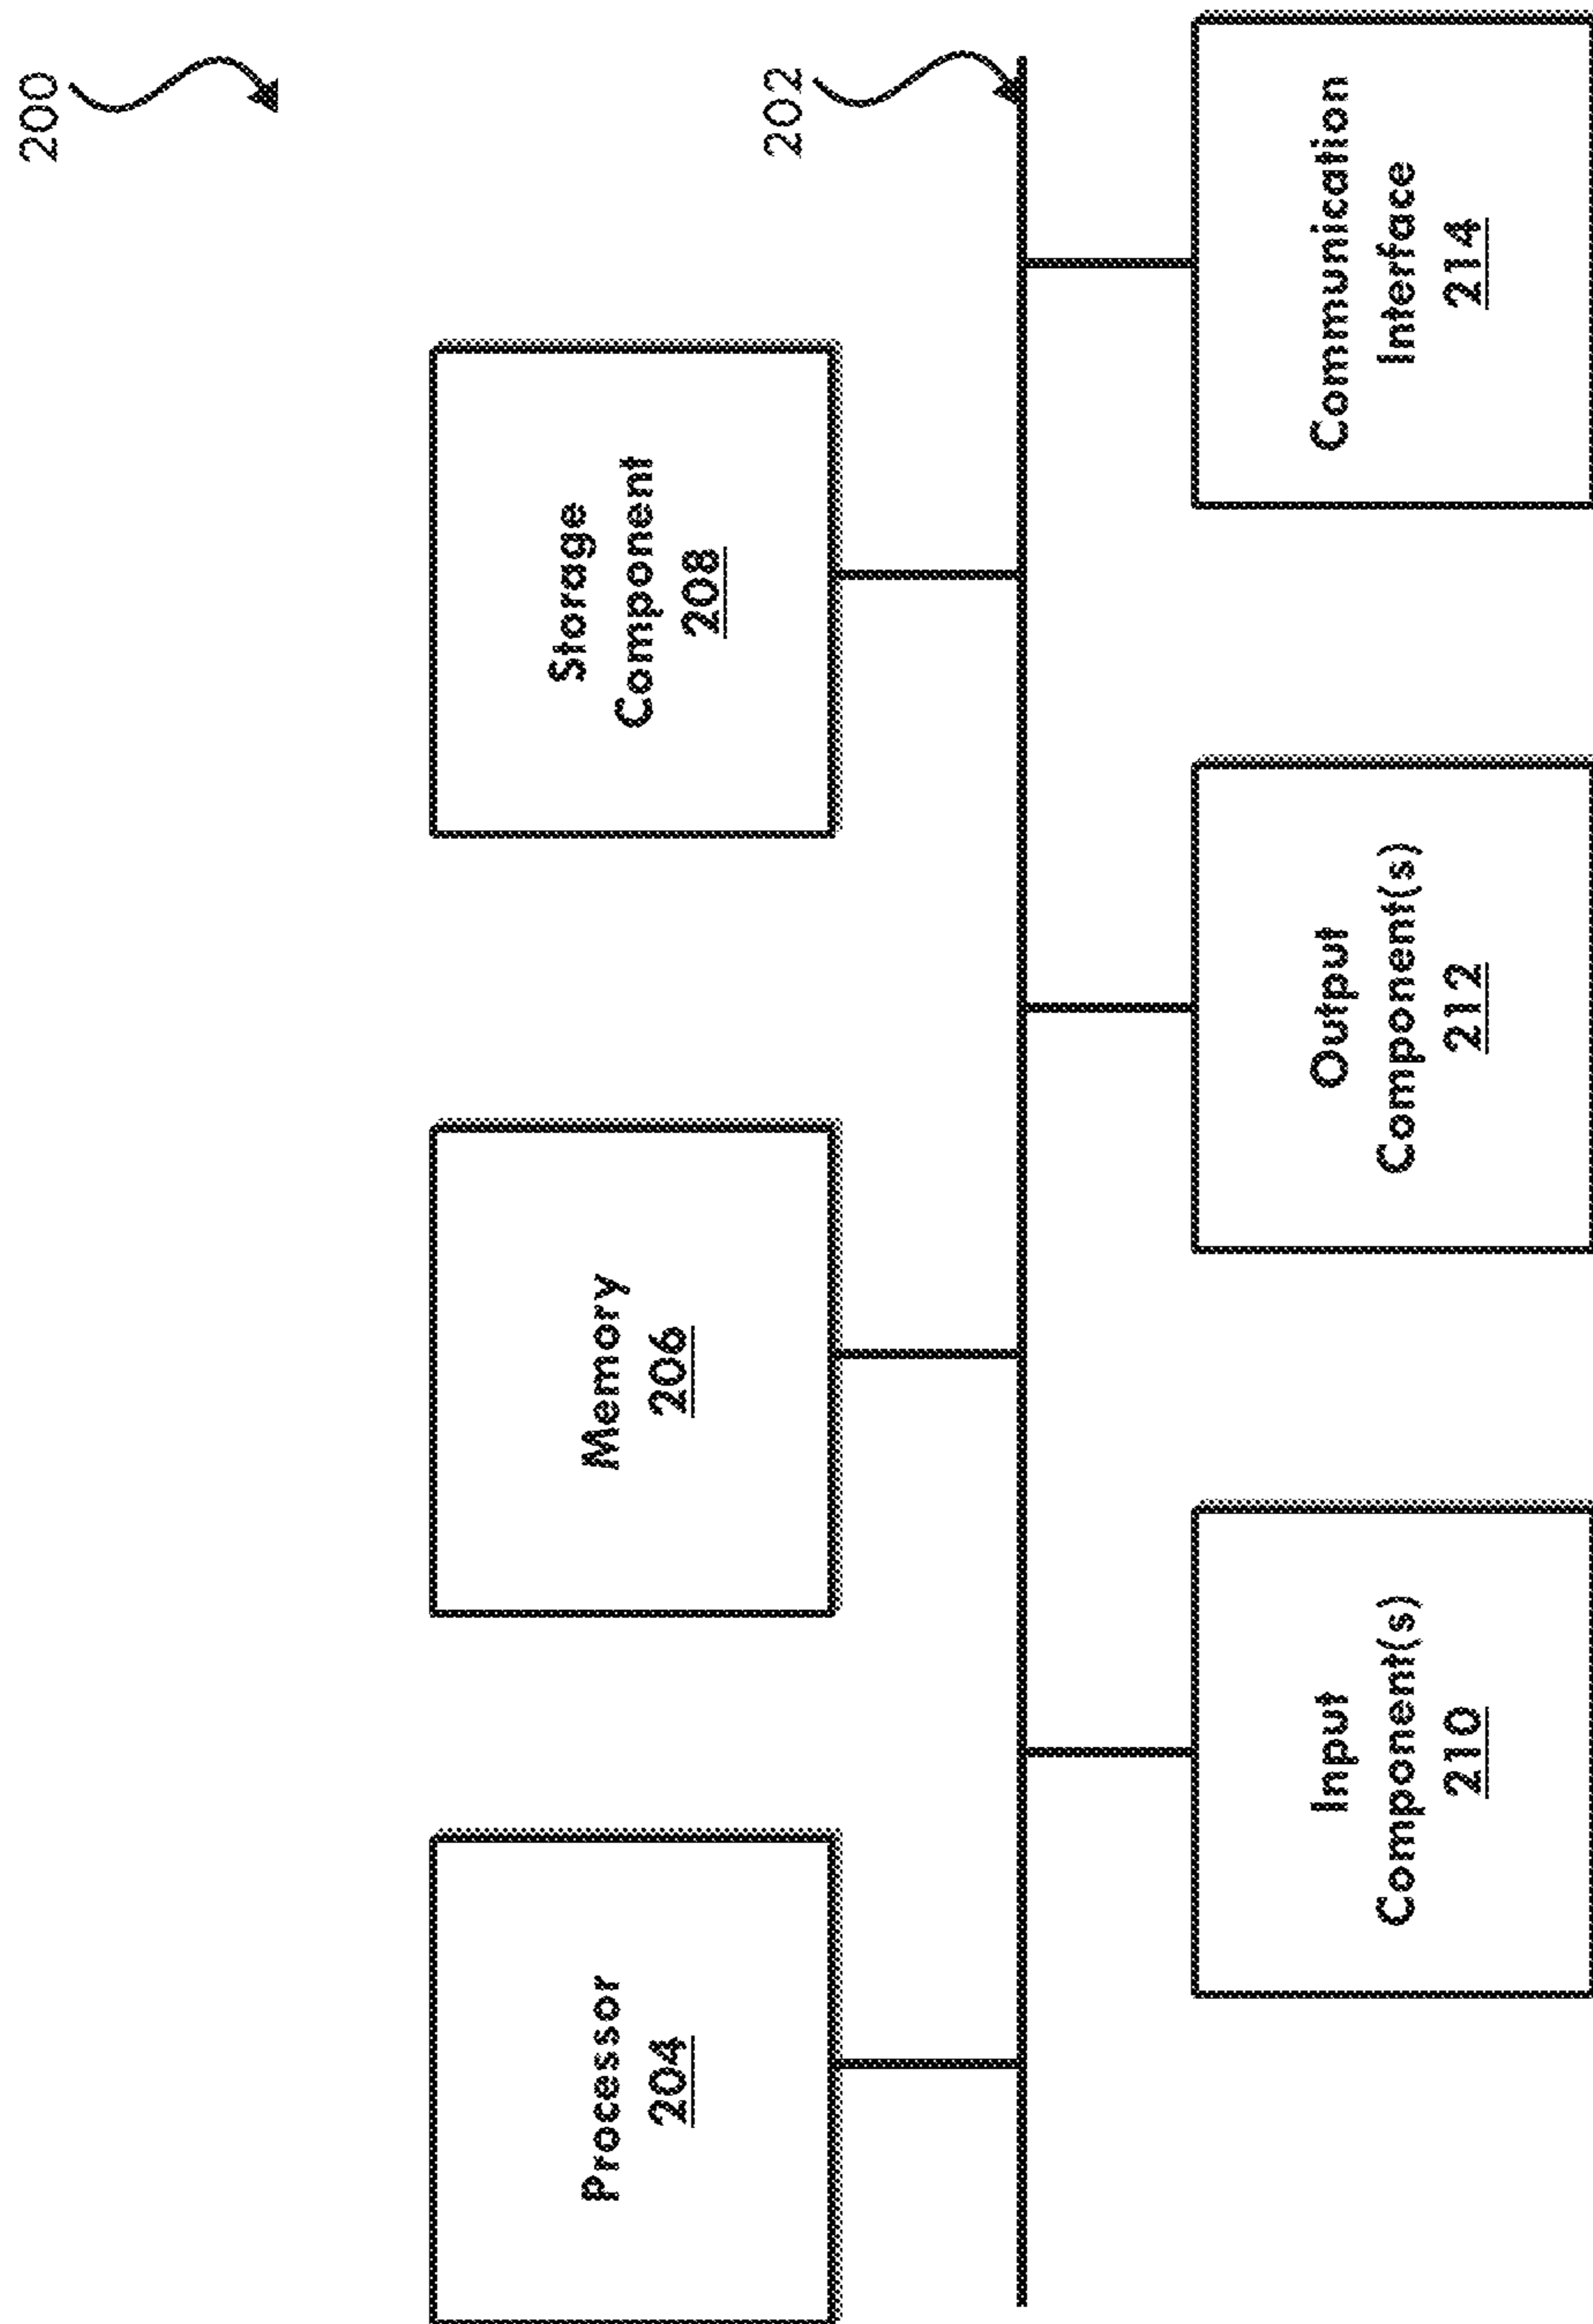 200
Processor
204
Memory
206
Storage
Component
208
202
Input
Component(s)
210
Output
Component(s)
212
Communication
Interface
214